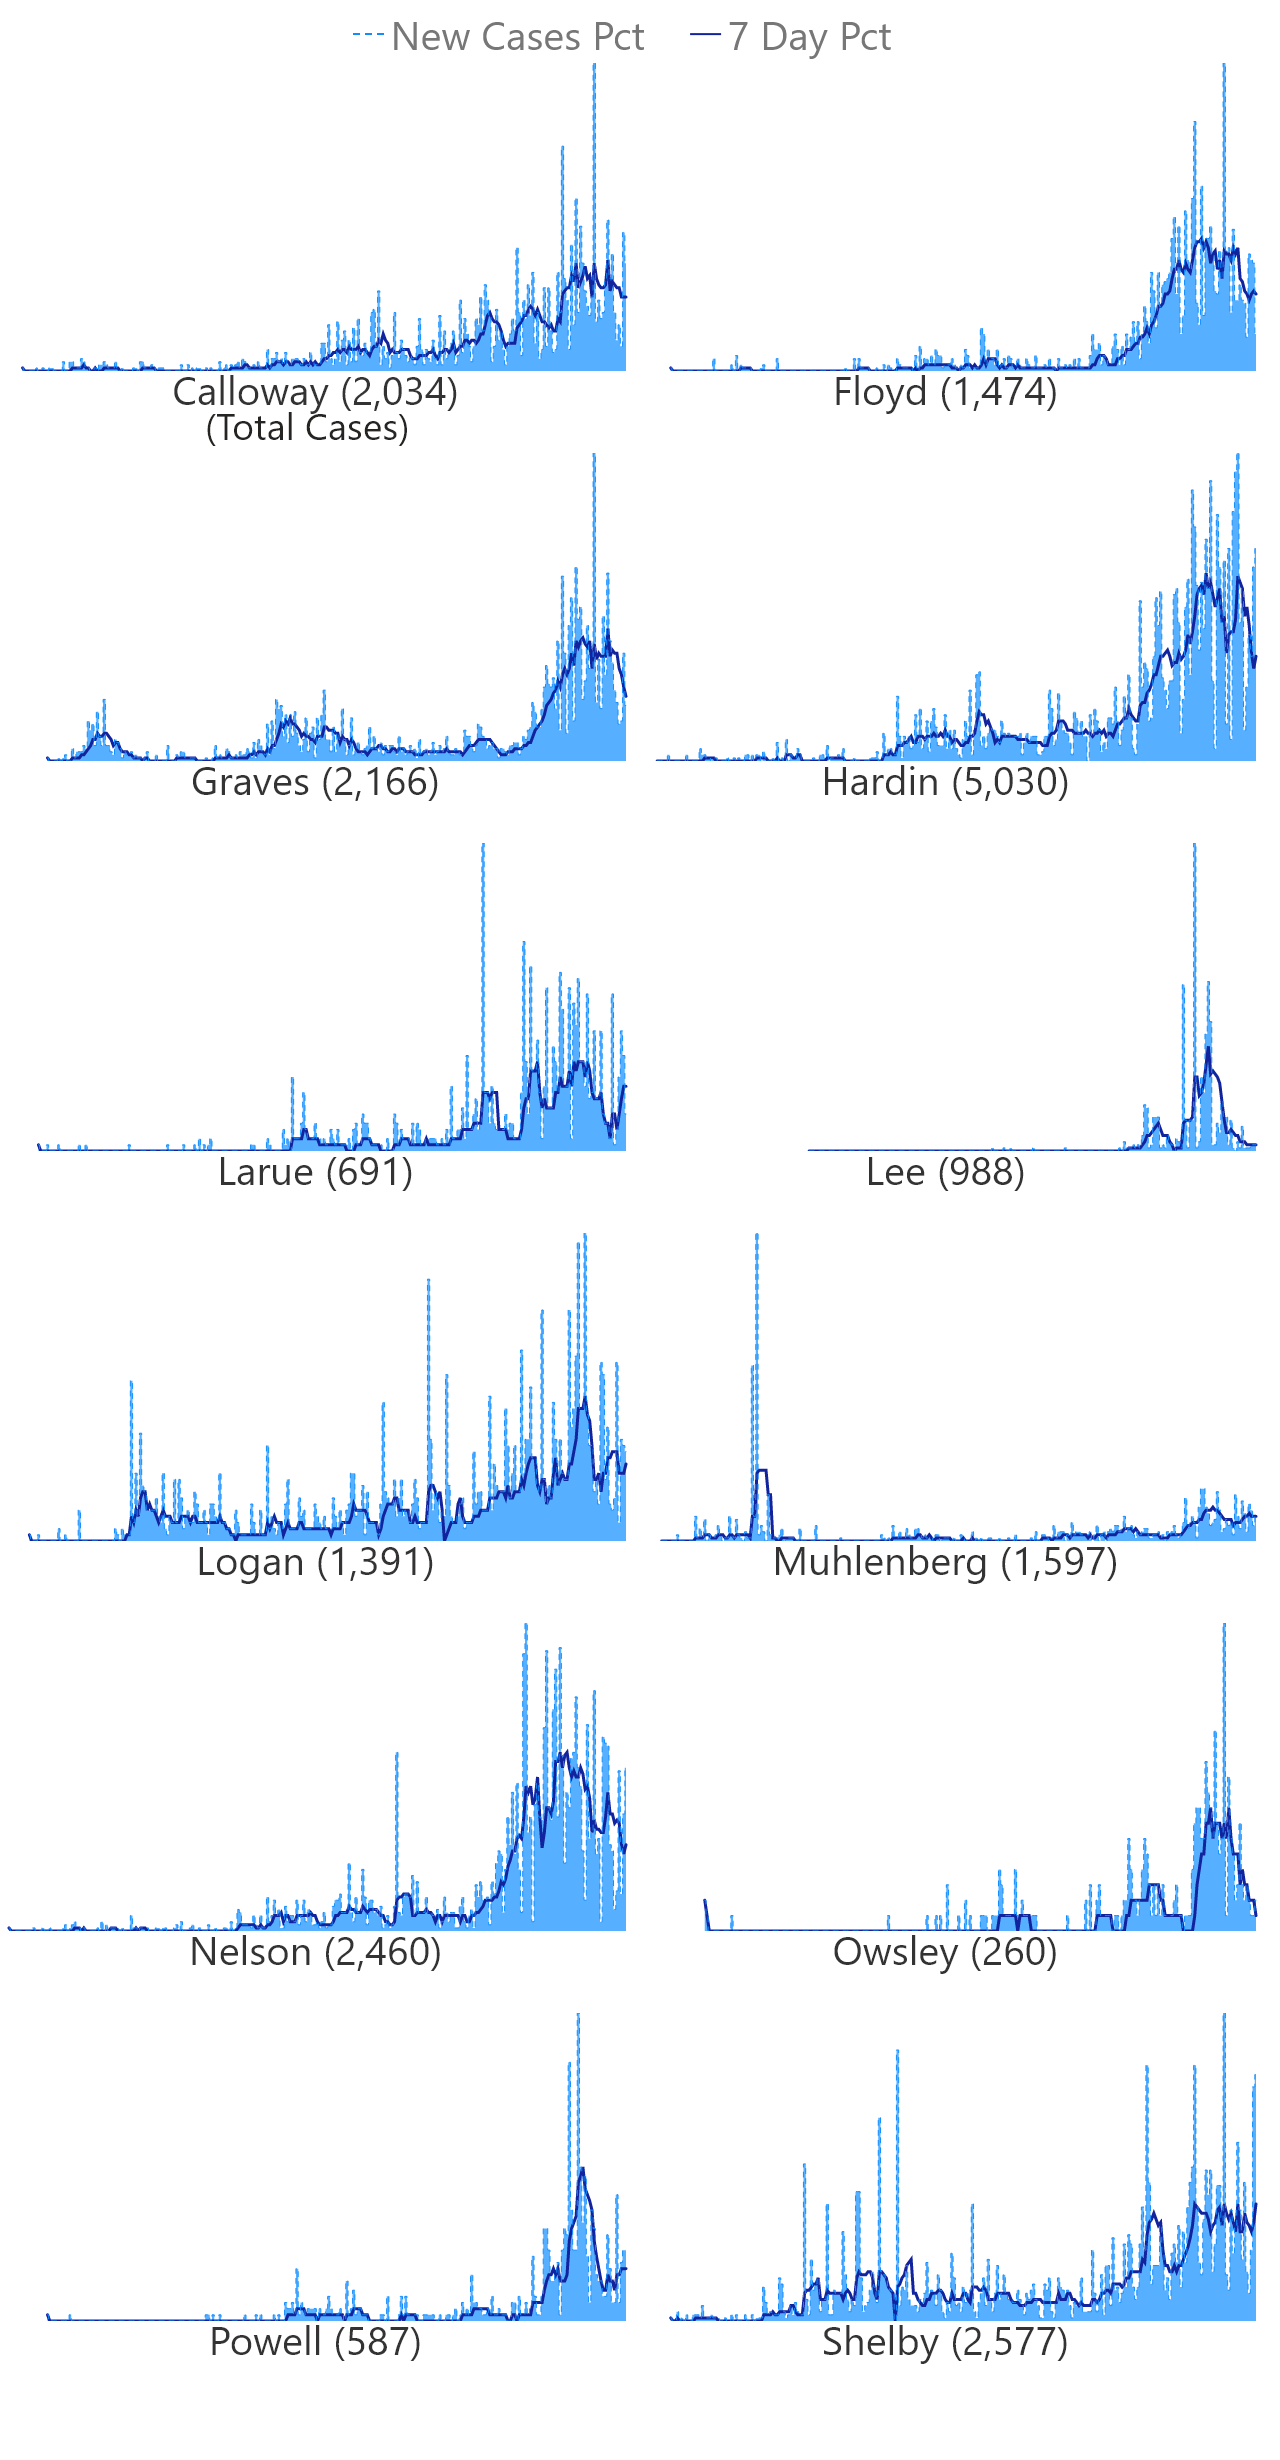 New Cases Pct 7 Day Pct
Calloway (2,034) Floyd (1,474)
(Total Cases)
Graves (2,166) Hardin (5,030)
Larue (691) Lee (988)
Logan (1,391) Muhlenberg (1,597)
Nelson (2,460) Owsley (260)
Powell (587) Shelby (2,577)